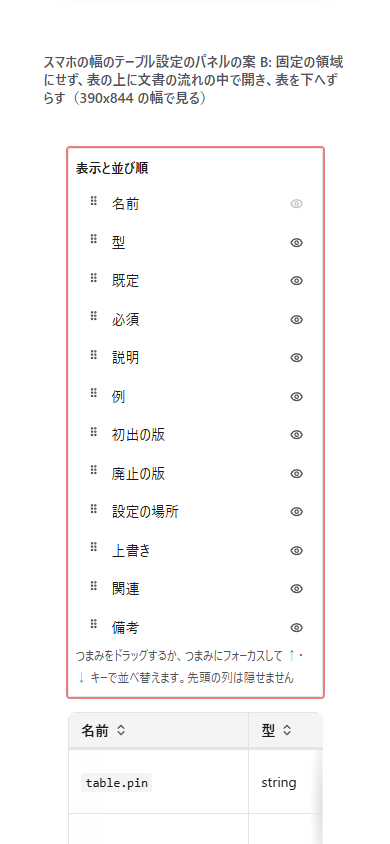 スマホの幅のテーブル設定のパネルの案 B: 固定の領域
にせず、表の上に文書の流れの中で開き、表を下へず
らす（390x844 の幅で見る）
表示と並び順
名前
型
既定
必須
説明
例
初出の版
廃止の版
設定の場所
上書き
関連
備考
つまみをドラッグするか、つまみにフォーカスして ↑・
↓ キーで並べ替えます。先頭の列は隠せません
名前 型
table.pin string